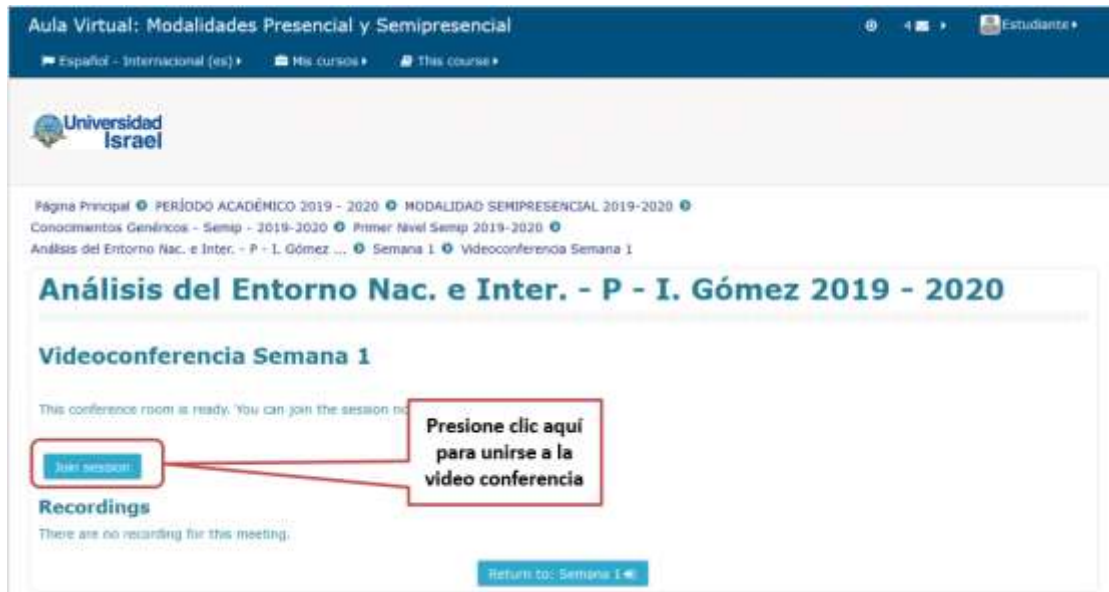 Aula Virtual: Modalidades Presencial y Semipresencial
4
Estudiante
Español - Internacional (es)
Mis cursos
This course
Universidad
Israel
Página Principal PERÍODO ACADÉMICO 2019 - 2020 MODALIDAD SEMIPRESENCIAL 2019-2020
Conocimientos Genéricos - Semip - 2019-2020 Primer Nivel Semip 2019-2020
Análisis del Entorno Nac. e Inter. - P - I. Gómez ... Semana 1 Videoconferencia Semana 1
Análisis del Entorno Nac. e Inter. - P - I. Gómez 2019 - 2020
Videoconferencia Semana 1
This conference room is ready. You can join the session
Presione clic aquí
para unirse a la
video conferencia
Join session
Recordings
There are no recording for this meeting.
Return to: Semana 1